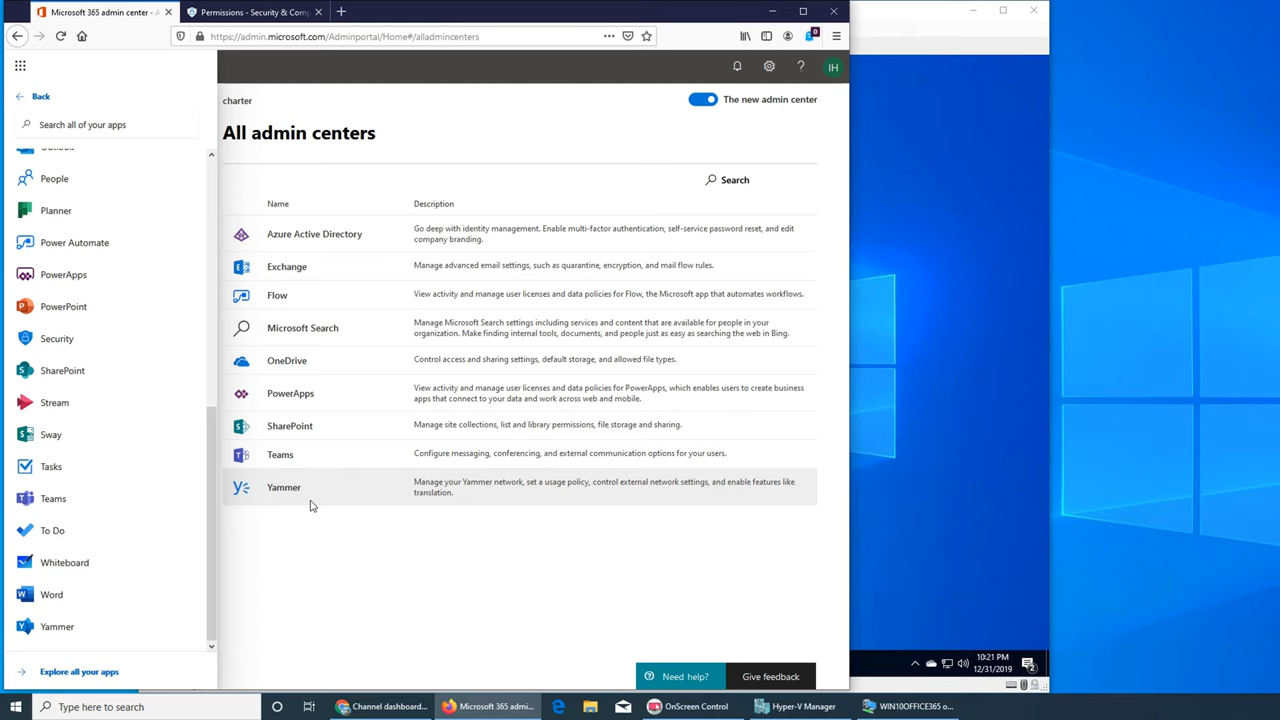 Microsoft 365 admin center - A
Permissions - Security & Comp
https://admin.microsoft.com/Adminportal/Home#/alladmincenters
0
IH
Back
Search all of your apps
Outlook
People
Planner
Power Automate
PowerApps
PowerPoint
Security
SharePoint
Stream
Sway
Tasks
Teams
To Do
Whiteboard
Word
Yammer
Explore all your apps
charter
The new admin center
All admin centers
Search
Name Description
Azure Active Directory Go deep with identity management. Enable multi-factor authentication, self-service password reset, and edit
company branding.
Exchange Manage advanced email settings, such as quarantine, encryption, and mail flow rules.
Flow View activity and manage user licenses and data policies for Flow, the Microsoft app that automates workflows.
Microsoft Search Manage Microsoft Search settings including services and content that are available for people in your
organization. Make finding internal tools, documents, and people just as easy as searching the web in Bing.
OneDrive Control access and sharing settings, default storage, and allowed file types.
PowerApps View activity and manage user licenses and data policies for PowerApps, which enables users to create business
apps that connect to your data and work across web and mobile.
SharePoint Manage site collections, list and library permissions, file storage and sharing.
Teams Configure messaging, conferencing, and external communication options for your users.
Yammer Manage your Yammer network, set a usage policy, control external network settings, and enable features like
translation.
Need help?
Give feedback
10:21 PM
12/31/2019
2
Type here to search
Channel dashboard...
Microsoft 365 admi...
OnScreen Control
Hyper-V Manager
WIN10OFFICE365 o...